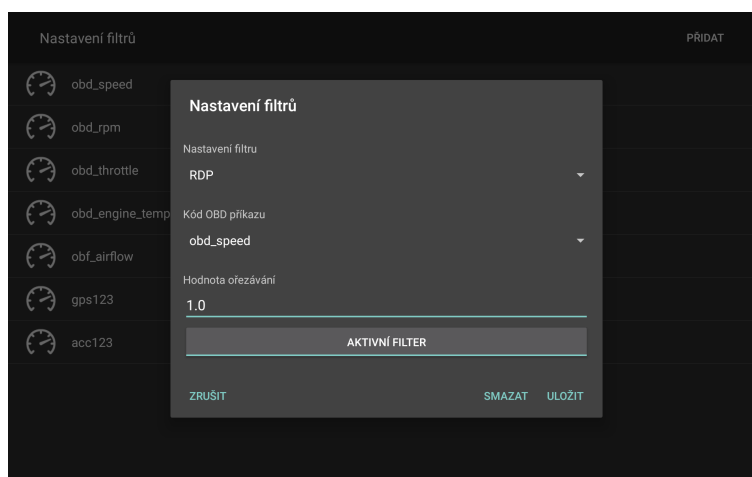 Nastavení filtrů
PŘIDAT
obd_speed
obd_rpm
obd_throttle
obd_engine_temp
obf_airflow
gps123
acc123
Nastavení filtrů
Nastavení filtru
RDP
Kód OBD příkazu
obd_speed
Hodnota ořezávání
1.0
AKTIVNÍ FILTER
ZRUŠIT
SMAZAT
ULOŽIT